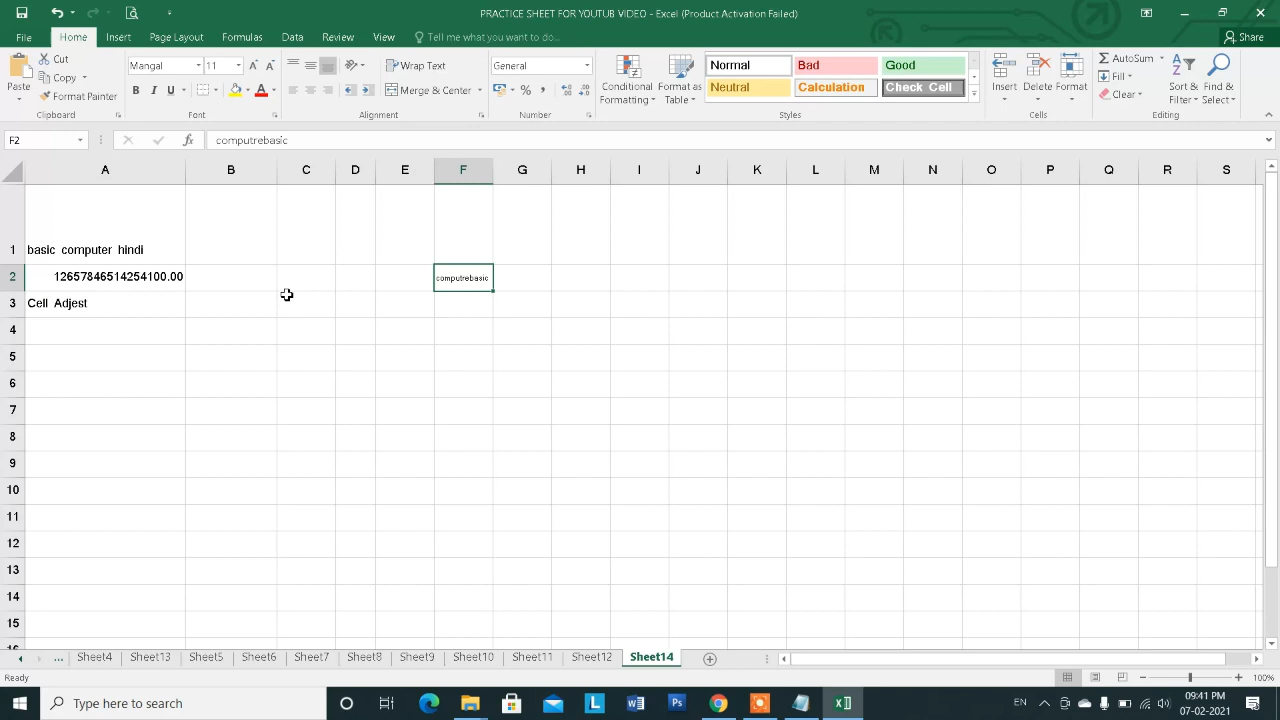 PRACTICE SHEET FOR YOUTUB VIDEO - Excel (Product Activation Failed)
File Home Insert Page Layout Formulas Data Review View Tell me what you want to do... Share
Paste Cut Copy Format Painter
Clipboard
Mangal 11 A A
B I U A
Font
Wrap Text
Merge & Center
Alignment
General
% ,
Number
Conditional Formatting Format as Table
Normal Bad Good
Neutral Calculation Check Cell
Styles
Insert Delete Format
Cells
AutoSum
Fill
Clear
Sort & Filter Find & Select
Editing
F2 fx computrebasic
A B C D E F G H I J K L M N O P Q R S
1 basic computer hindi
2 12657846514254100.00 computrebasic
3 Cell Adjest
4
5
6
7
8
9
10
11
12
13
14
15
16
... Sheet4 Sheet13 Sheet5 Sheet6 Sheet7 Sheet8 Sheet9 Sheet10 Sheet11 Sheet12 Sheet14
Ready 100%
Type here to search L W Ps EN 09:41 PM
07-02-2021